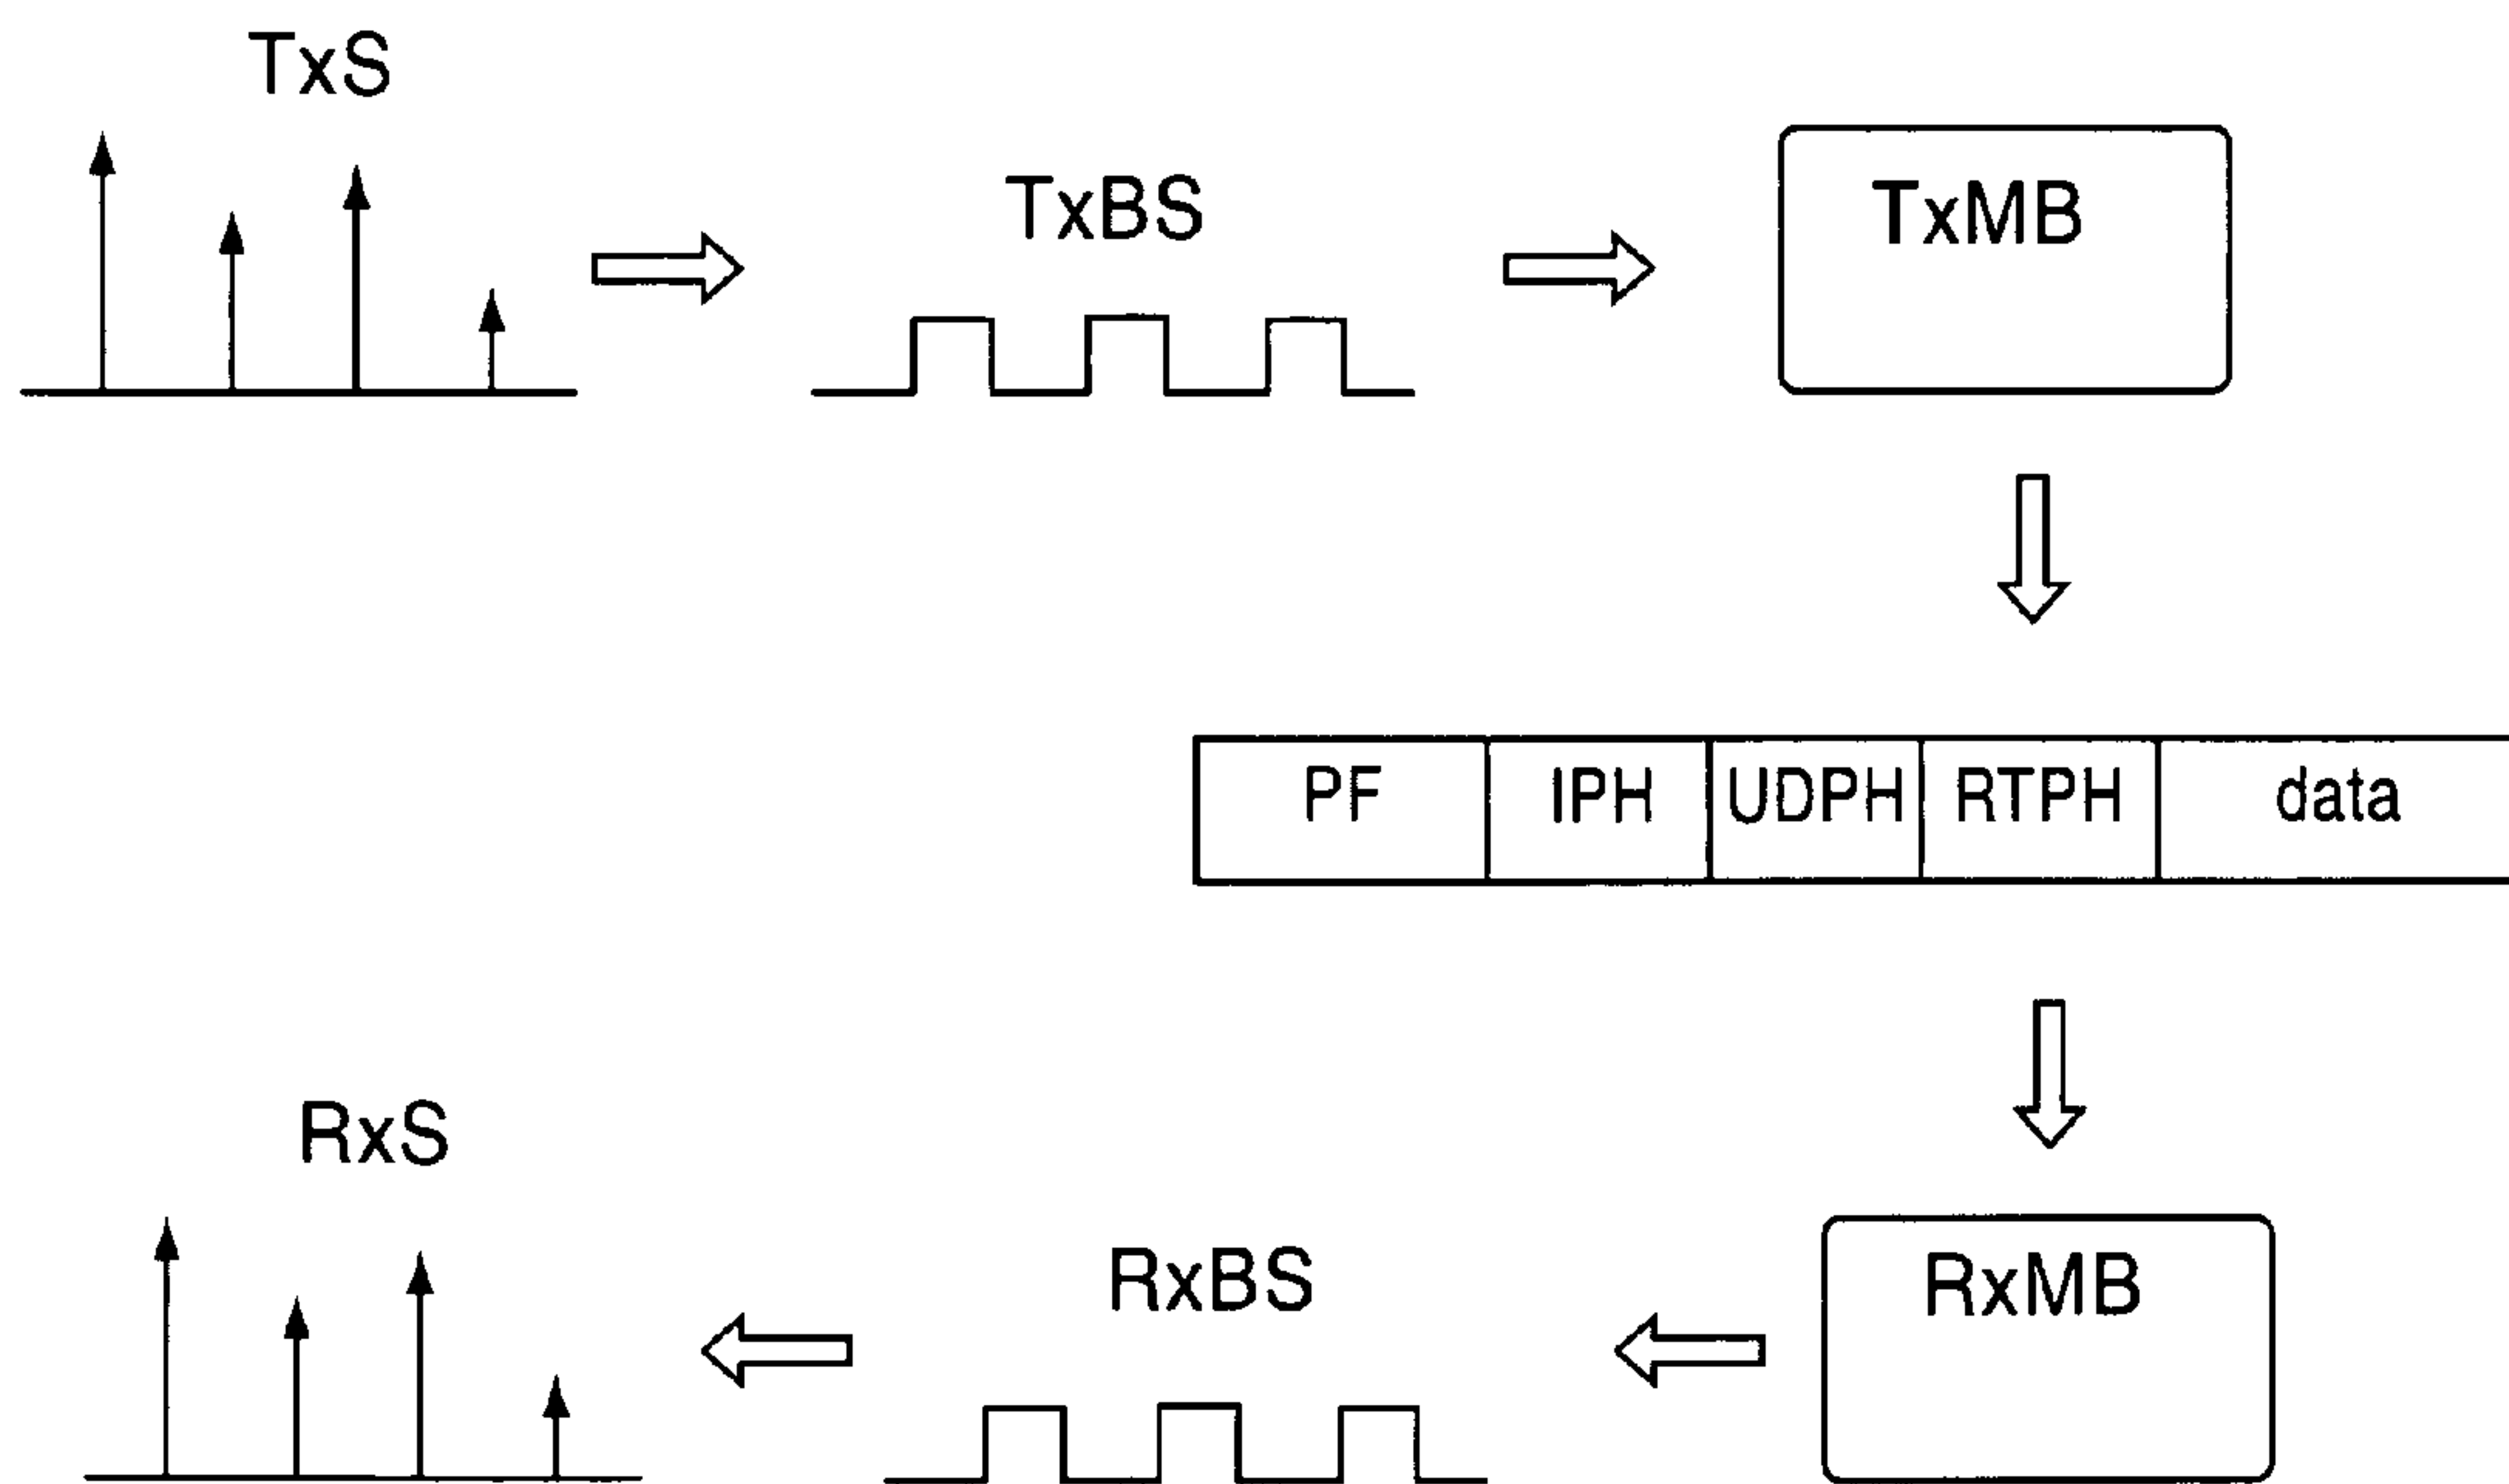 TxS
TxBS
TxMB
PF IPH UDPH RTPH data
RxS
RxBS
RxMB